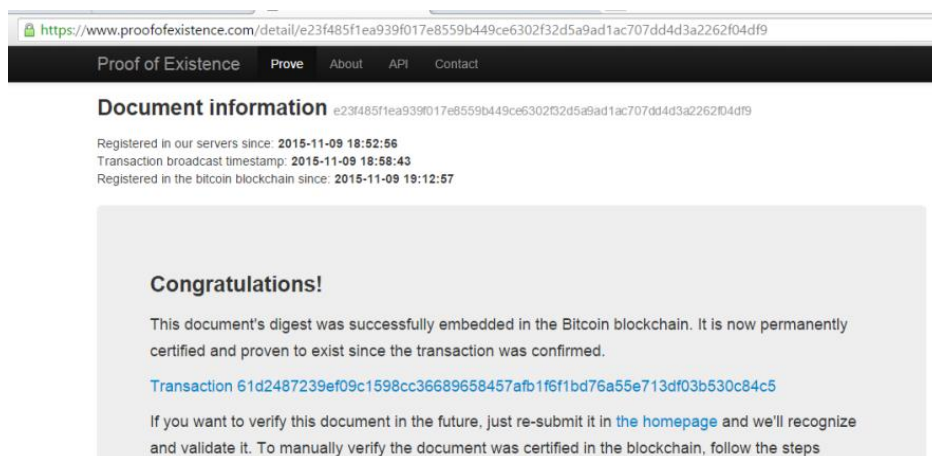 https://www.proofofexistence.com/detail/e23f485f1ea939f017e8559b449ce6302f32d5a9ad1ac707dd4d3a2262f04df9
Proof of Existence Prove About API Contact
Document information e23f485f1ea939f017e8559b449ce6302f32d5a9ad1ac707dd4d3a2262f04df9
Registered in our servers since: 2015-11-09 18:52:56
Transaction broadcast timestamp: 2015-11-09 18:58:43
Registered in the bitcoin blockchain since: 2015-11-09 19:12:57
Congratulations!
This document's digest was successfully embedded in the Bitcoin blockchain. It is now permanently
certified and proven to exist since the transaction was confirmed.
Transaction 61d2487239ef09c1598cc36689658457afb1f6f1bd76a55e713df03b530c84c5
If you want to verify this document in the future, just re-submit it in the homepage and we'll recognize
and validate it. To manually verify the document was certified in the blockchain, follow the steps